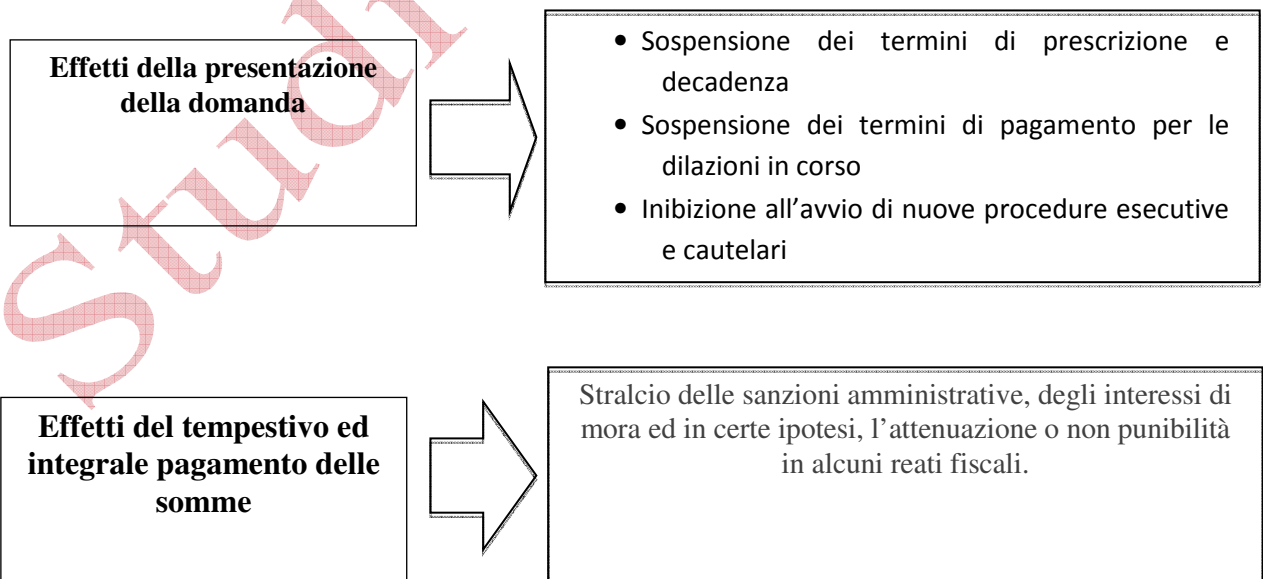 Effetti della presentazione
della domanda
• Sospensione dei termini di prescrizione e
decadenza
• Sospensione dei termini di pagamento per le
dilazioni in corso
• Inibizione all’avvio di nuove procedure esecutive
e cautelari
Effetti del tempestivo ed
integrale pagamento delle
somme
Stralcio delle sanzioni amministrative, degli interessi di
mora ed in certe ipotesi, l’attenuazione o non punibilità
in alcuni reati fiscali.